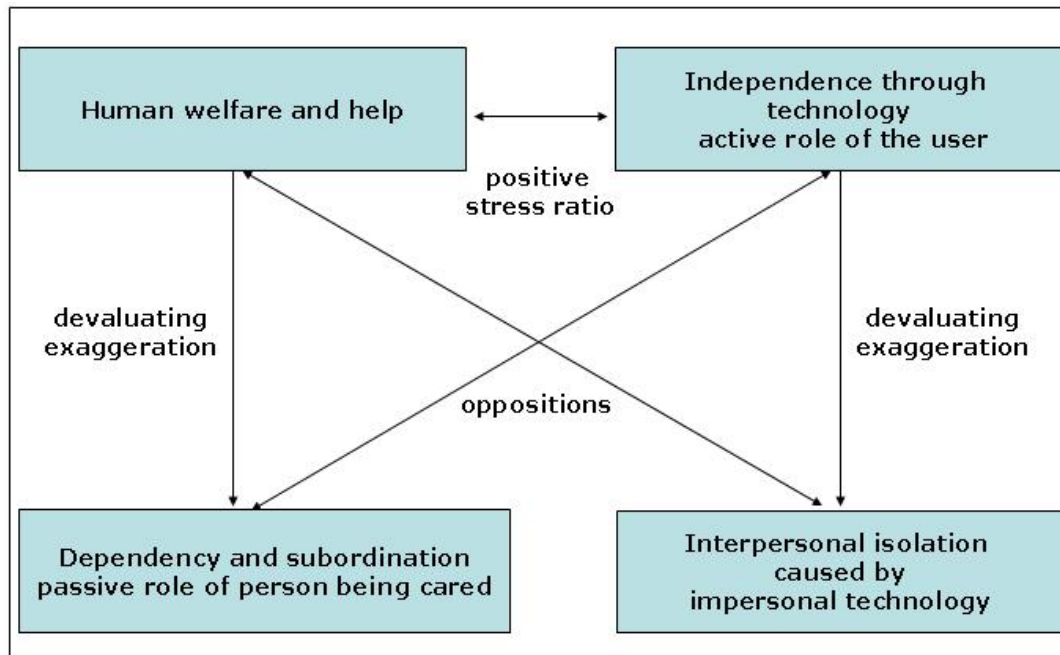 Human welfare and help
Independence through
technology
active role of the user
positive
stress ratio
devaluating
exaggeration
devaluating
exaggeration
oppositions
Dependency and subordination
passive role of person being cared
Interpersonal isolation
caused by
impersonal technology